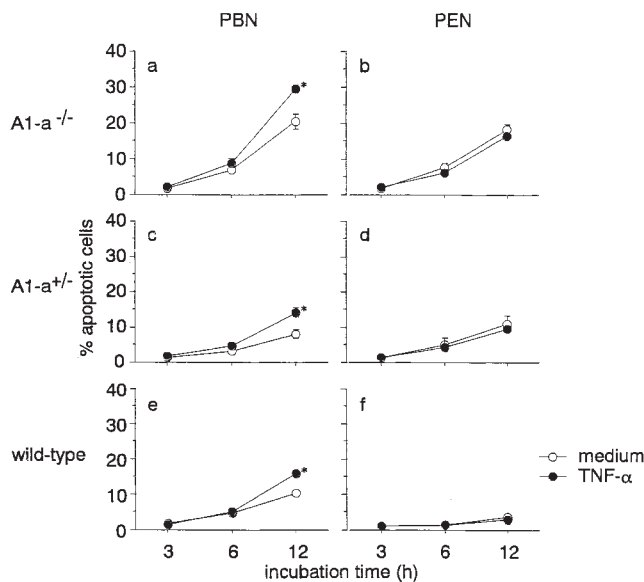 PBN PEN
a b
40
30
20
10
0
A1-a -/-
c d
40
30
20
10
0
A1-a +/-
% apoptotic cells
e f
40
30
20
10
0
wild-type
medium
TNF-α
3 6 12 3 6 12
incubation time (h)
* 
*
*